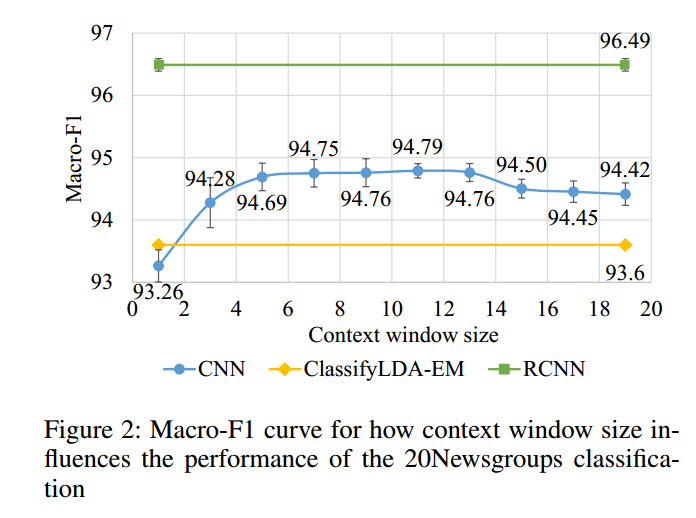 97
96
95
94
93
Macro-F1
96.49
94.28
94.69
94.75
94.76
94.79
94.76
94.50
94.45
94.42
93.26
93.6
0 2 4 6 8 10 12 14 16 18 20
Context window size
CNN ClassifyLDA-EM RCNN
Figure 2: Macro-F1 curve for how context window size in-
fluences the performance of the 20Newsgroups classifica-
tion